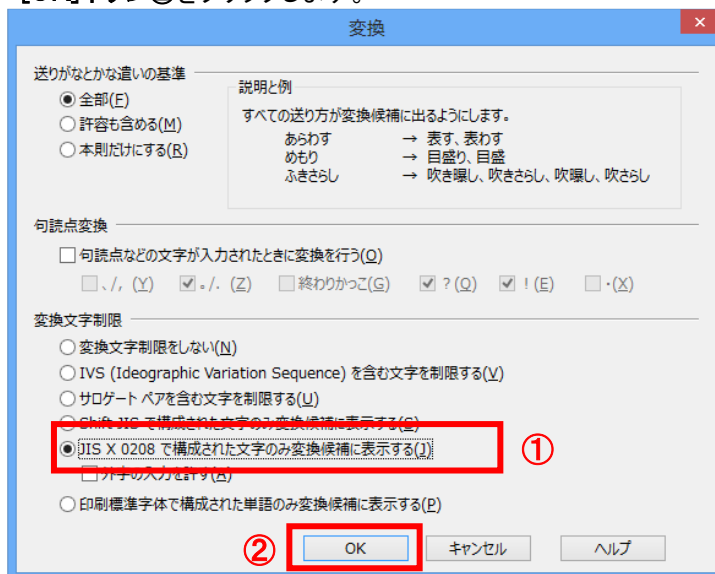 [OK]ボタン②をクリックします。
変換
送りがなとかな遣いの基準
全部(F)
許容も含める(M)
本則だけにする(R)
説明と例
すべての送り方が変換候補に出るようにします。
あらわす → 表す、表わす
めもり → 目盛り、目盛
ふきさらし → 吹き曝し、吹きさらし、吹曝し、吹さらし
句読点変換
句読点などの文字が入力されたときに変換を行う(O)
、/, (Y) 。/. (Z) 終わりかっこ(G) ? (Q) ! (E) ・(X)
変換文字制限
変換文字制限をしない(N)
IVS (Ideographic Variation Sequence) を含む文字を制限する(V)
サロゲート ペアを含む文字を制限する(U)
Shift JIS で構成された文字のみ変換候補に表示する(S)
JIS X 0208 で構成された文字のみ変換候補に表示する(J)
①
外字の入力を許す(A)
印刷標準字体で構成された単語のみ変換候補に表示する(P)
② OK キャンセル ヘルプ